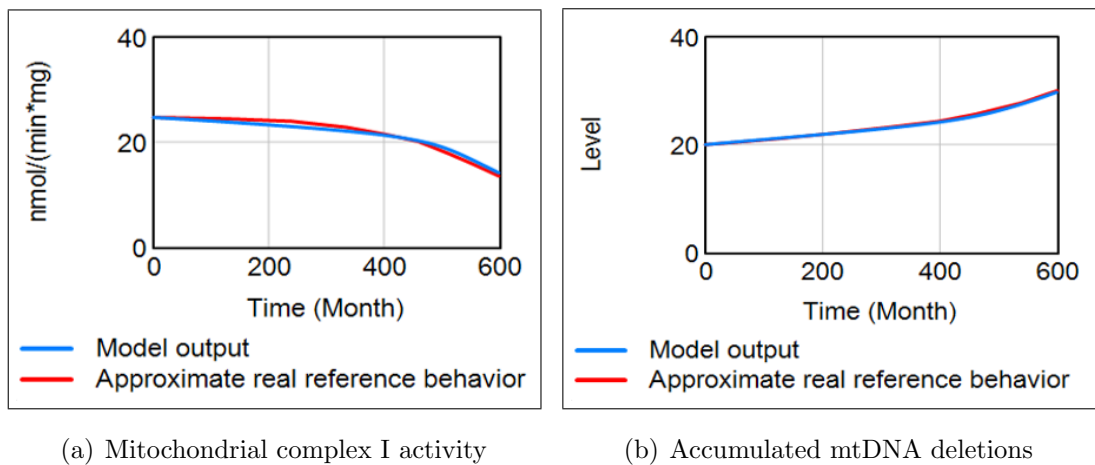 nmol/(min*mg)
40
20
0
0 200 400 600
Time (Month)
Model output
Approximate real reference behavior
(a) Mitochondrial complex I activity
Level
40
20
0
0 200 400 600
Time (Month)
Model output
Approximate real reference behavior
(b) Accumulated mtDNA deletions